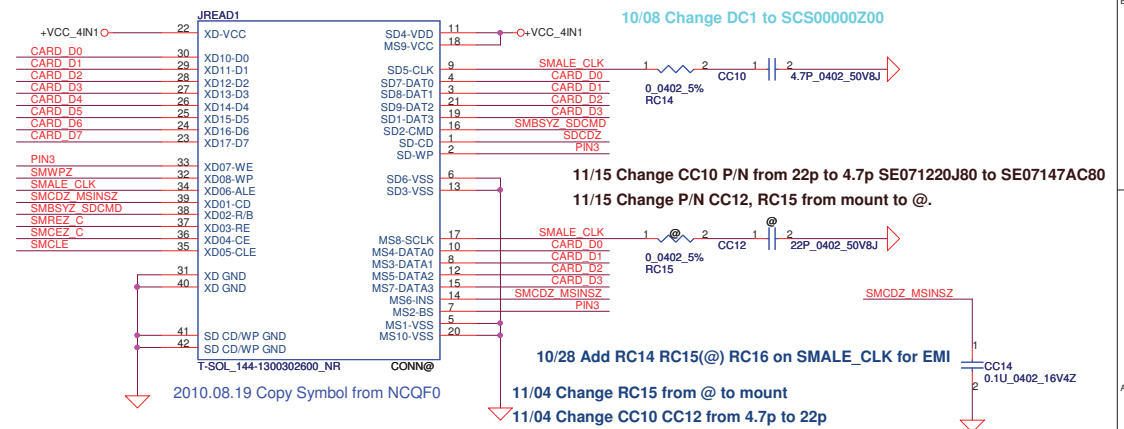 JREAD1
10/08 Change DC1 to SCS00000Z00
B
+VCC_4IN1
22
XD-VCC
SD4-VDD
11
+VCC_4IN1
MS9-VCC
18
CARD_D0
30
XD10-D0
CARD_D1
29
XD11-D1
CARD_D2
28
XD12-D2
CARD_D3
27
XD13-D3
CARD_D4
26
XD14-D4
CARD_D5
25
XD15-D5
CARD_D6
24
XD16-D6
CARD_D7
23
XD17-D7
SD5-CLK
9
SMALE_CLK
SD7-DAT0
4
CARD_D0
SD8-DAT1
3
CARD_D1
SD9-DAT2
21
CARD_D2
SD1-DAT3
19
CARD_D3
SD2-CMD
16
SMBSYZ_SDCMD
SD-CD
1
SDCDZ
SD-WP
2
PIN3
1
2
0_0402_5%
RC14
CC10
1
2
4.7P_0402_50V8J
PIN3
33
XD07-WE
SMWPZ
32
XD08-WP
SMALE_CLK
34
XD06-ALE
SMCDZ_MSINSZ
39
XD01-CD
SMBSYZ_SDCMD
38
XD02-R/B
SMREZ_C
37
XD03-RE
SMCEZ_C
36
XD04-CE
SMCLE
35
XD05-CLE
SD6-VSS
6
SD3-VSS
13
11/15 Change CC10 P/N from 22p to 4.7p SE071220J80 to SE07147AC80
11/15 Change P/N CC12, RC15 from mount to @.
MS8-SCLK
17
SMALE_CLK
MS4-DATA0
10
CARD_D0
MS3-DATA1
8
CARD_D1
MS5-DATA2
12
CARD_D2
MS7-DATA3
15
CARD_D3
MS6-INS
14
SMCDZ_MSINSZ
MS2-BS
7
PIN3
MS1-VSS
5
MS10-VSS
20
1
@
2
0_0402_5%
RC15
CC12
@
1
2
22P_0402_50V8J
31
XD GND
40
XD GND
41
SD CD/WP GND
42
SD CD/WP GND
T-SOL_144-1300302600_NR
CONN@
SMCDZ_MSINSZ
1
CC14
0.1U_0402_16V4Z
2
10/28 Add RC14 RC15(@) RC16 on SMALE_CLK for EMI
A
2010.08.19 Copy Symbol from NCQF0
11/04 Change RC15 from @ to mount
11/04 Change CC10 CC12 from 4.7p to 22p